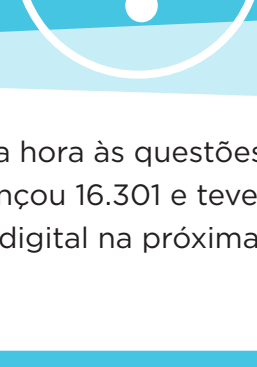 a hora às questões
nçou 16.301 e teve
digital na próxima